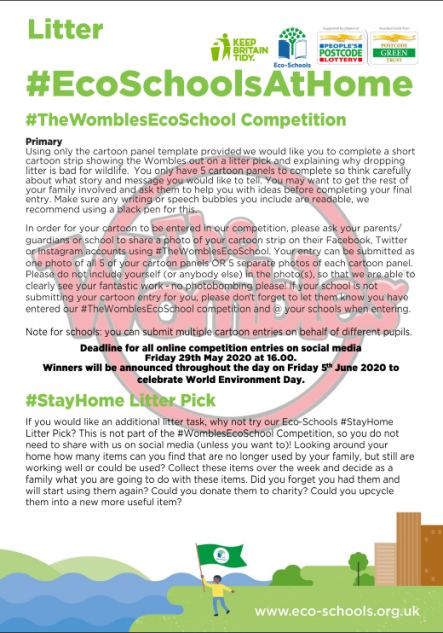 Litter
KEEP
BRITAIN
TIDY.
Eco-Schools
PEOPLE'S
POSTCODE
LOTTERY
POSTCODE
GREEN
TRUST
#EcoSchoolsAtHome
#TheWomblesEcoSchool Competition
Primary
Using only the cartoon panel template provided we would like you to complete a short
cartoon strip showing the Wombles out on a litter pick and explaining why dropping
litter is bad for wildlife. You only have 5 cartoon panels to complete so think carefully
about what story and message you would like to tell. You may want to get the rest of
your family involved and ask them to help you with ideas before completing your final
entry. Make sure any writing or speech bubbles you include are readable, we
recommend using a black pen for this.
In order for your cartoon to be entered in our competition, please ask your parents/
guardians or school to share a photo of your cartoon strip on their Facebook, Twitter
or Instagram accounts using #TheWomblesEcoSchool. Your entry can be submitted as
one photo of all 5 of your cartoon panels OR 5 separate photos of each cartoon panel.
Please do not include yourself (or anybody else) in the photo(s), so that we are able to
clearly see your fantastic work - no photobombing please! If your school is not
submitting your cartoon entry for you, please don't forget to let them know you have
entered our #TheWomblesEcoSchool competition and @ your schools when entering.
Note for schools: you can submit multiple cartoon entries on behalf of different pupils.
The
Wombles
Deadline for all online competition entries on social media
Friday 29th May 2020 at 16.00.
Winners will be announced throughout the day on Friday 5th June 2020 to
celebrate World Environment Day.
#StayHome Litter Pick
If you would like an additional litter task, why not try our Eco-Schools #StayHome
Litter Pick? This is not part of the #WomblesEcoSchool Competition, so you do not
need to share with us on social media (unless you want to)! Looking around your
home how many items can you find that are no longer used by your family, but still are
working well or could be used? Collect these items over the week and decide as a
family what you are going to do with these items. Did you forget you had them and
will start using them again? Could you donate them to charity? Could you upcycle
them into a new more useful item?
www.eco-schools.org.uk